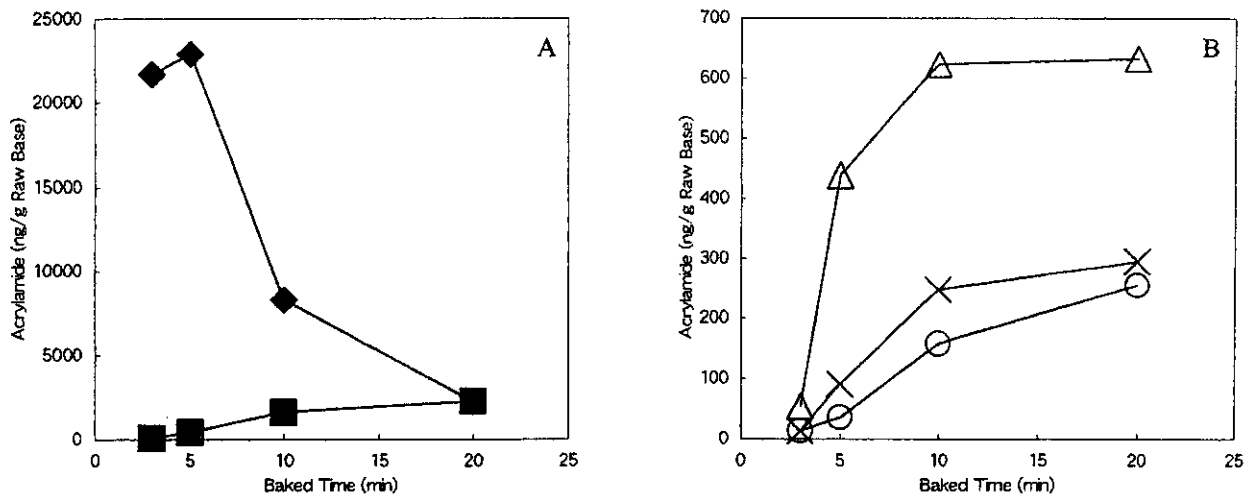 A
Acrylamide (ng/g Raw Base)
25000
20000
15000
10000
5000
0
0 5 10 15 20 25
Baked Time (min)
B
Acrylamide (ng/g Raw Base)
700
600
500
400
300
200
100
0
0 5 10 15 20 25
Baked Time (min)